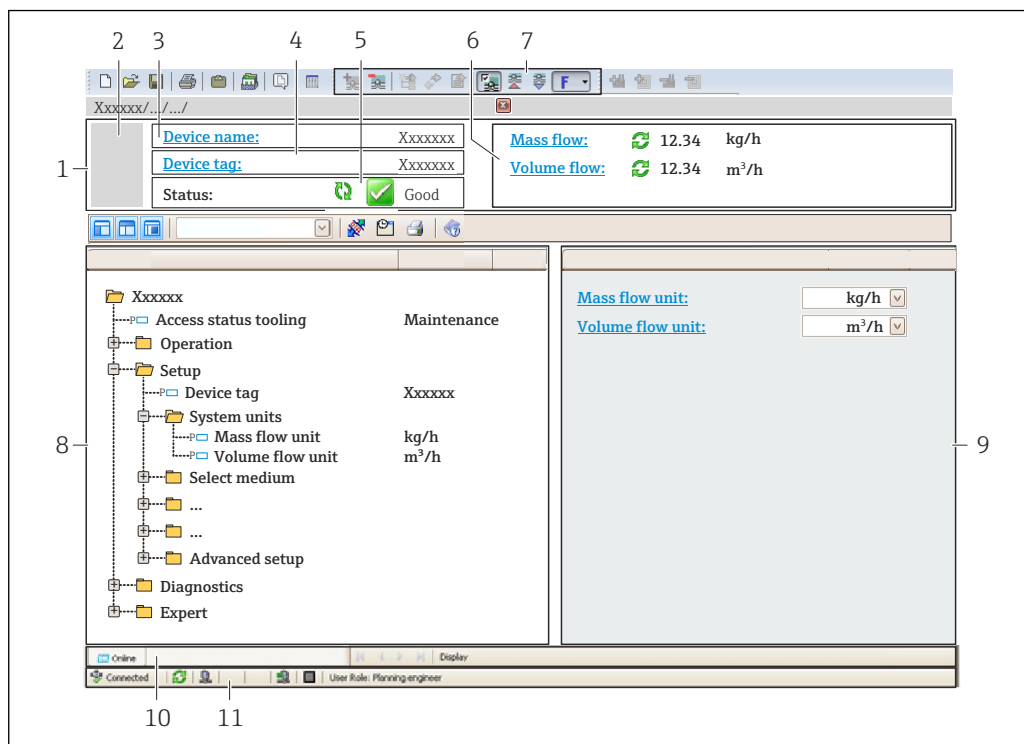 2 3 4 5 6 7
F
Xxxxxx/.../.../
1
Device name: Xxxxxxx
Device tag: Xxxxxxx
Status: Good
Mass flow: 12.34 kg/h
Volume flow: 12.34 m³/h
Xxxxxx
P Access status tooling Maintenance
Operation
Setup
P Device tag Xxxxxx
System units
P Mass flow unit kg/h
P Volume flow unit m³/h
Select medium
...
...
Advanced setup
Diagnostics
Expert
Mass flow unit: kg/h
Volume flow unit: m³/h
8
9
Online Display
Connected User Role: Planning engineer
10 11